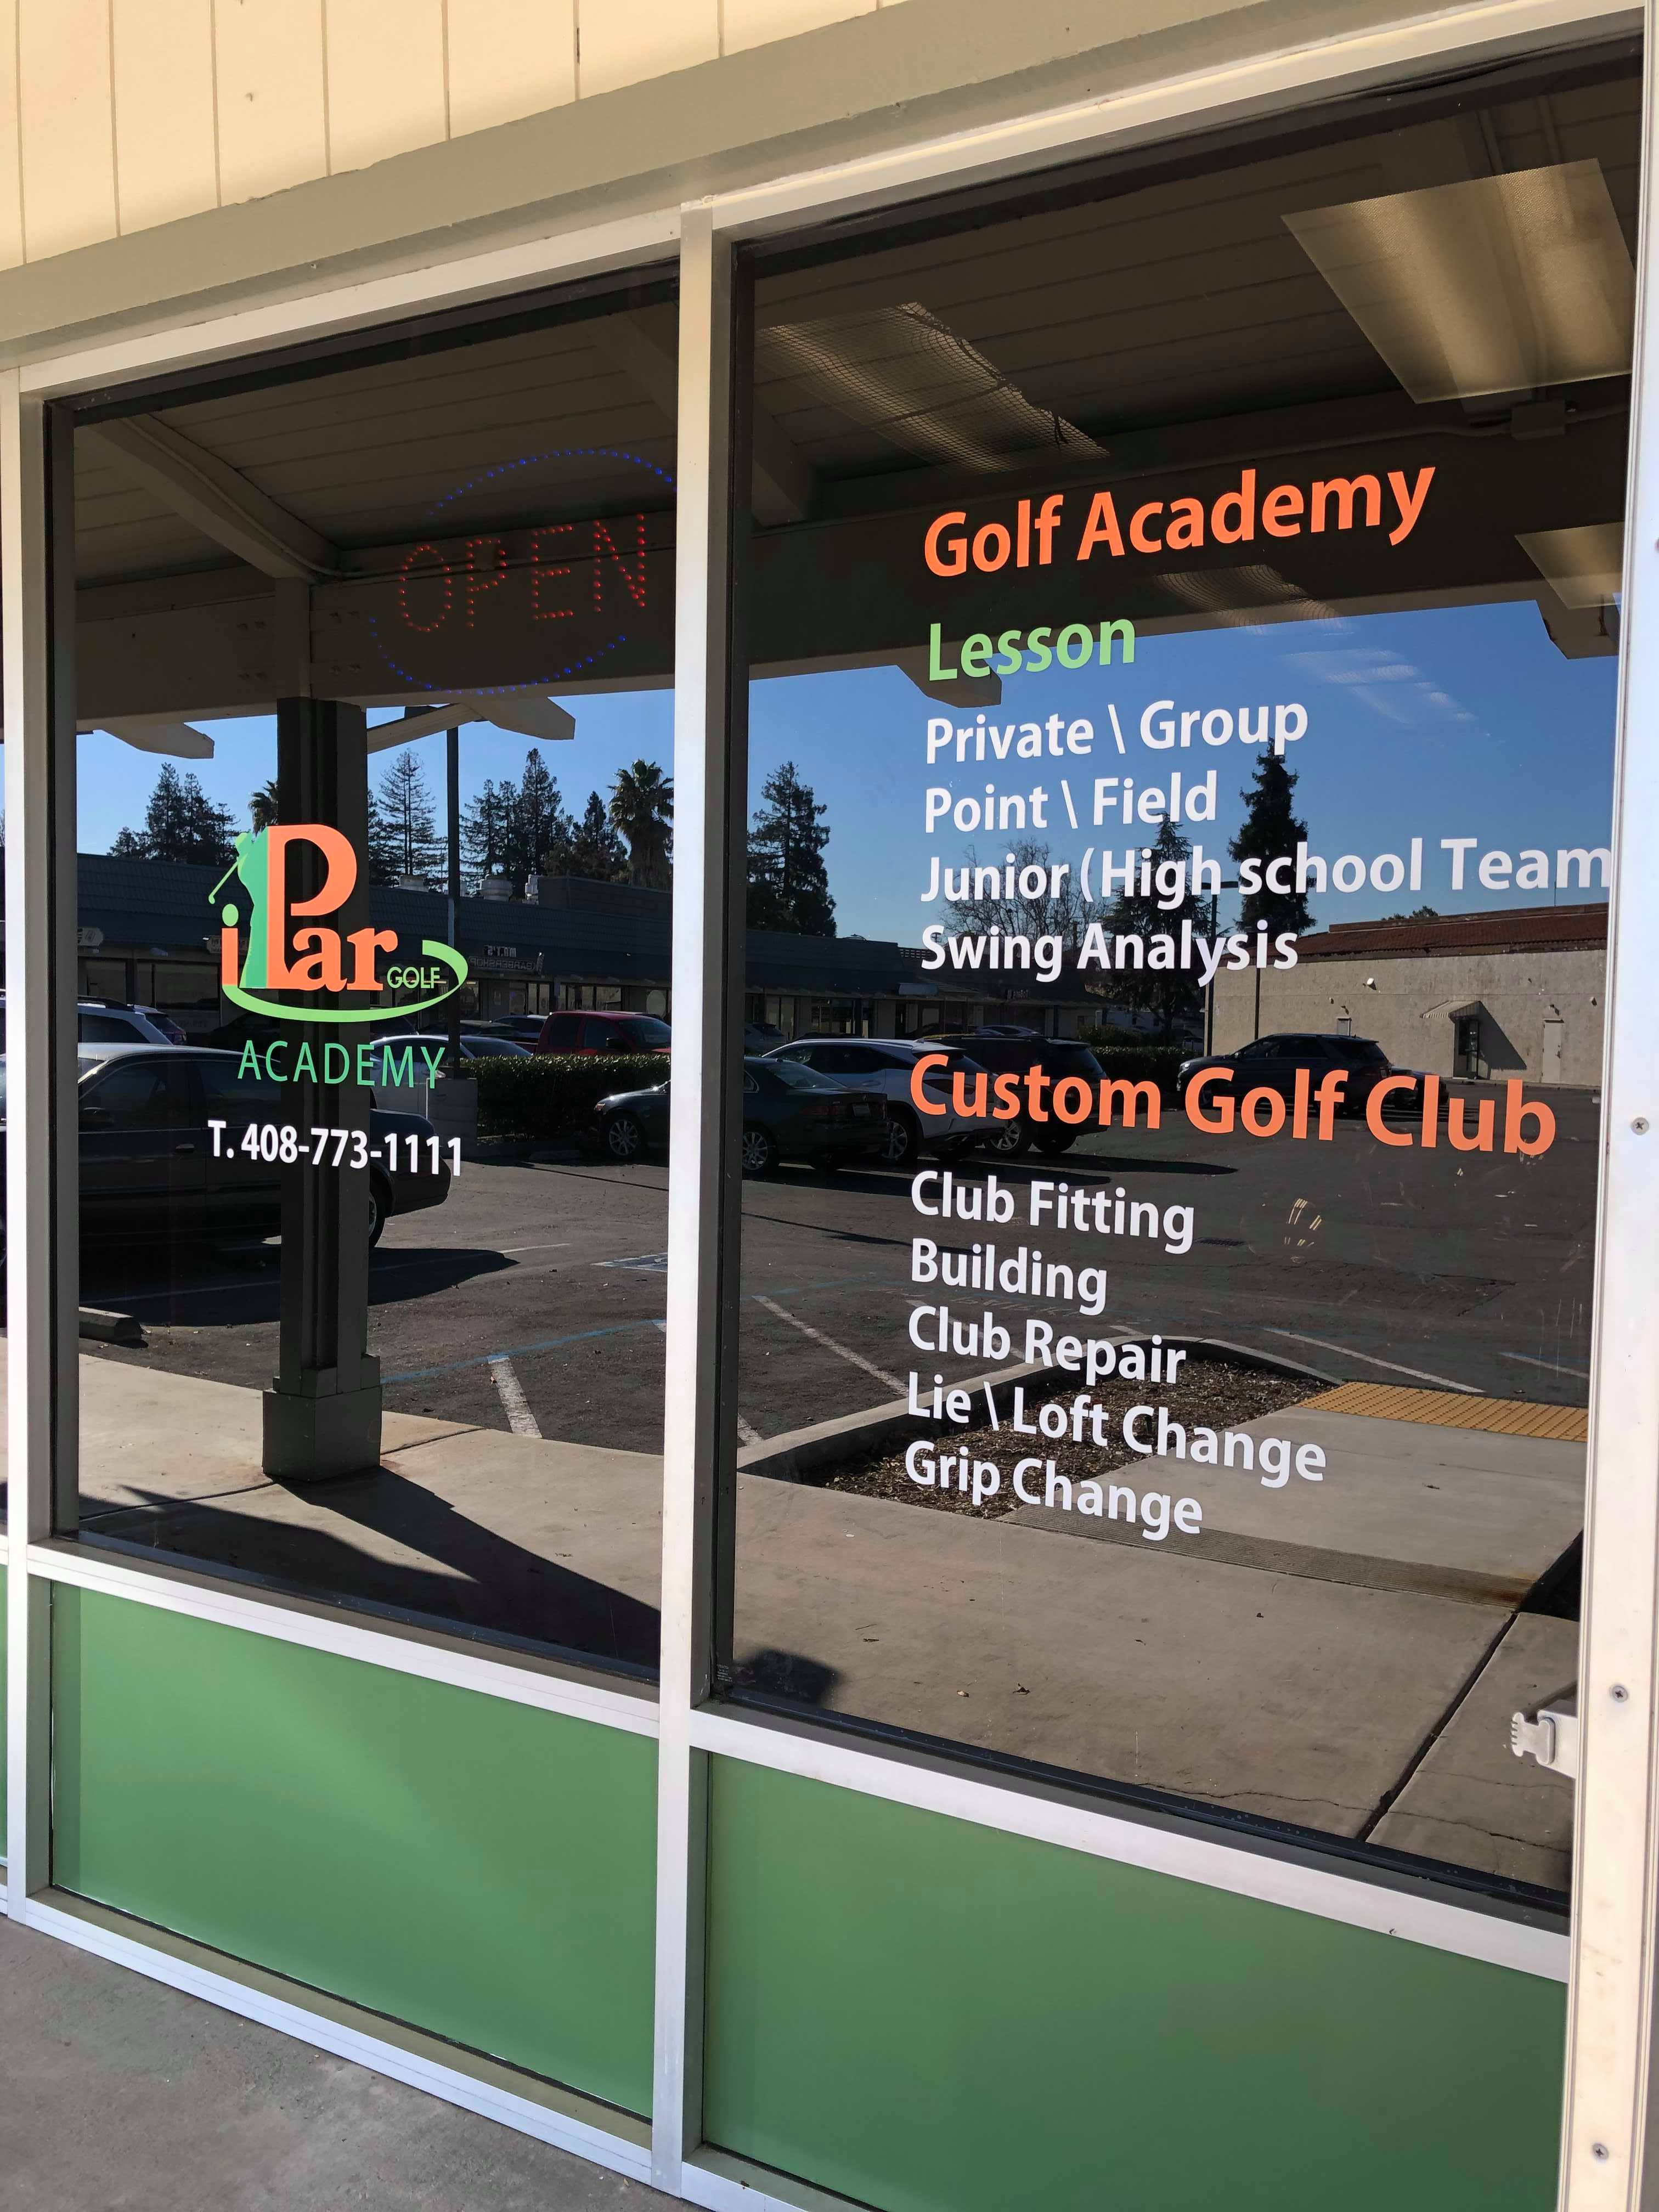 OPEN
iPar GOLF
ACADEMY
T. 408-773-1111
Golf Academy
Lesson
Private \ Group
Point \ Field
Junior (High school Team
Swing Analysis
Custom Golf Club
Club Fitting
Building
Club Repair
Lie \ Loft Change
Grip Change